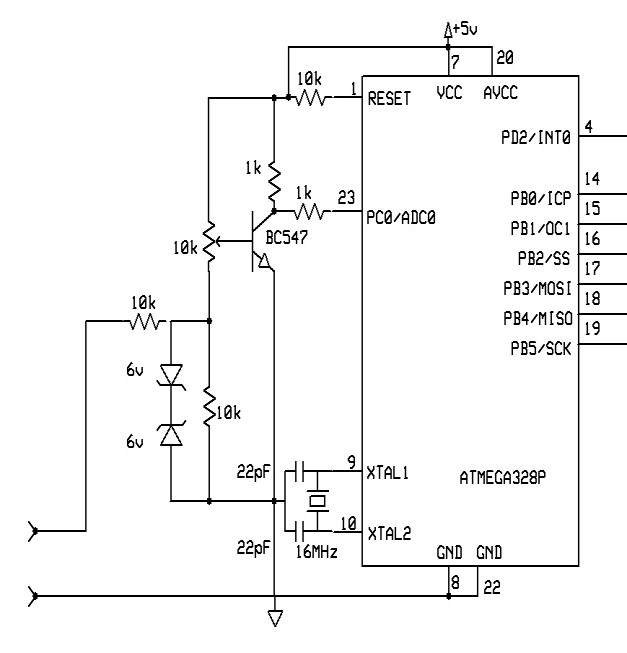 +5v
7
20
10k
1
RESET
VCC
AVCC
4
PD2/INT0
1k
14
1k
23
PB0/ICP
PC0/ADC0
15
PB1/OC1
10k
BC547
16
PB2/SS
17
PB3/MOSI
10k
18
PB4/MISO
19
PB5/SCK
6v
10k
6v
22pF
9
XTAL1
ATMEGA328P
10
XTAL2
22pF
16MHz
GND
GND
8
22